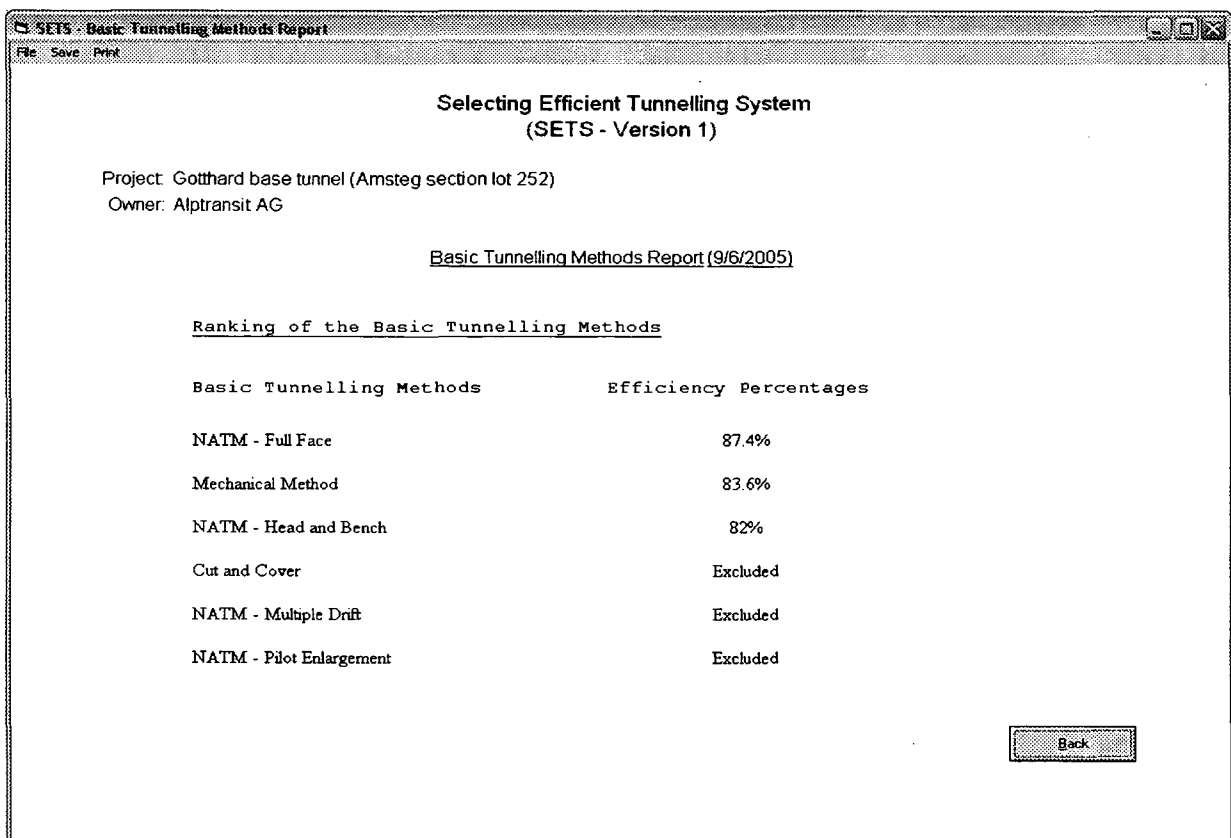 SETS - Basic Tunnelling Methods Report
File Save Print
Selecting Efficient Tunnelling System
(SETS - Version 1)
Project: Gotthard base tunnel (Amsteg section lot 252)
Owner: Alptransit AG
Basic Tunnelling Methods Report (9/6/2005)
Ranking of the Basic Tunnelling Methods
Basic Tunnelling Methods Efficiency Percentages
NATM - Full Face 87.4%
Mechanical Method 83.6%
NATM - Head and Bench 82%
Cut and Cover Excluded
NATM - Multiple Drift Excluded
NATM - Pilot Enlargement Excluded
Back